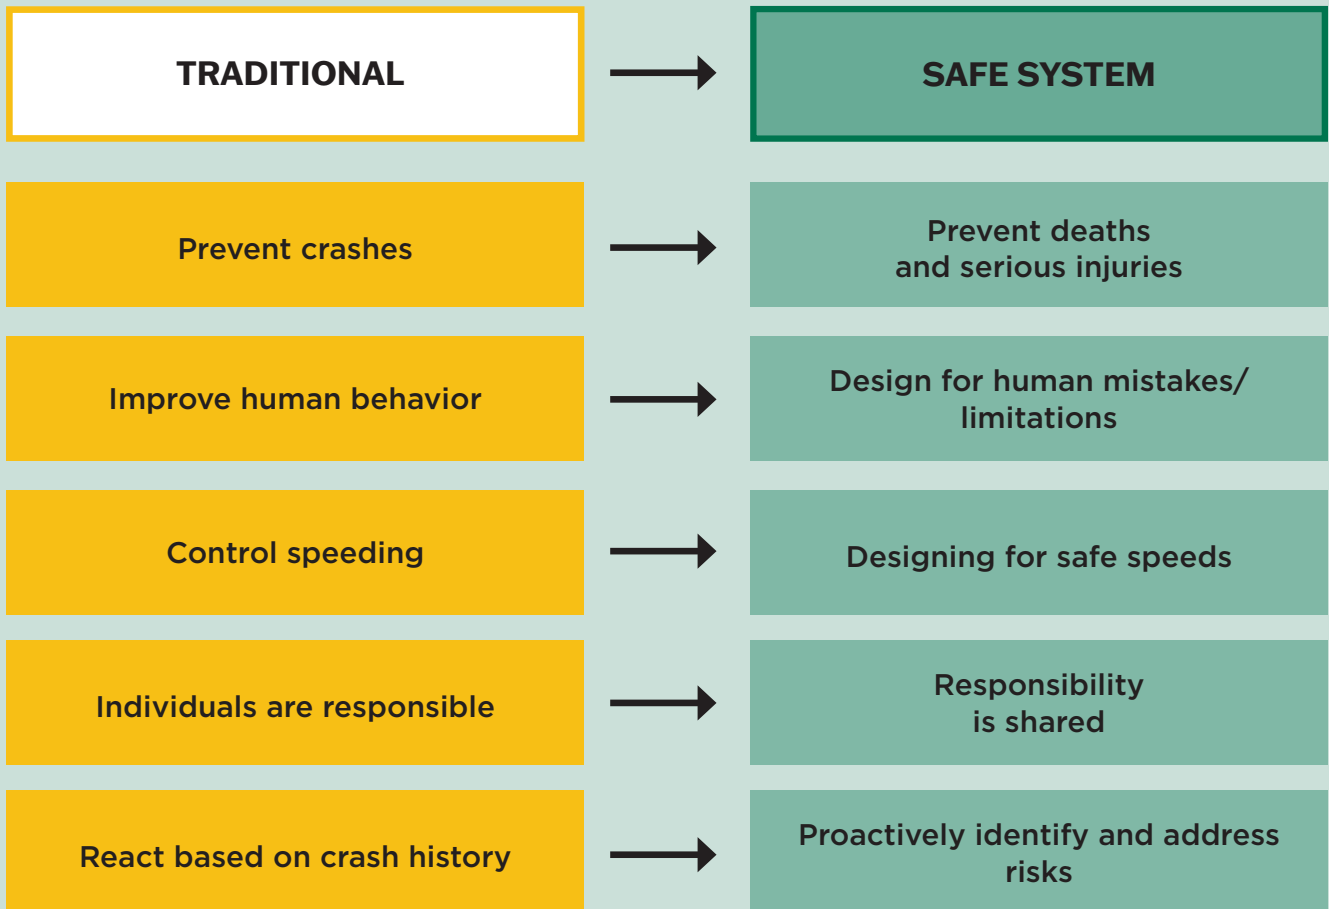 TRADITIONAL
SAFE SYSTEM
Prevent crashes
Prevent deaths
and serious injuries
Improve human behavior
Design for human mistakes/
limitations
Control speeding
Designing for safe speeds
Individuals are responsible
Responsibility
is shared
React based on crash history
Proactively identify and address
risks